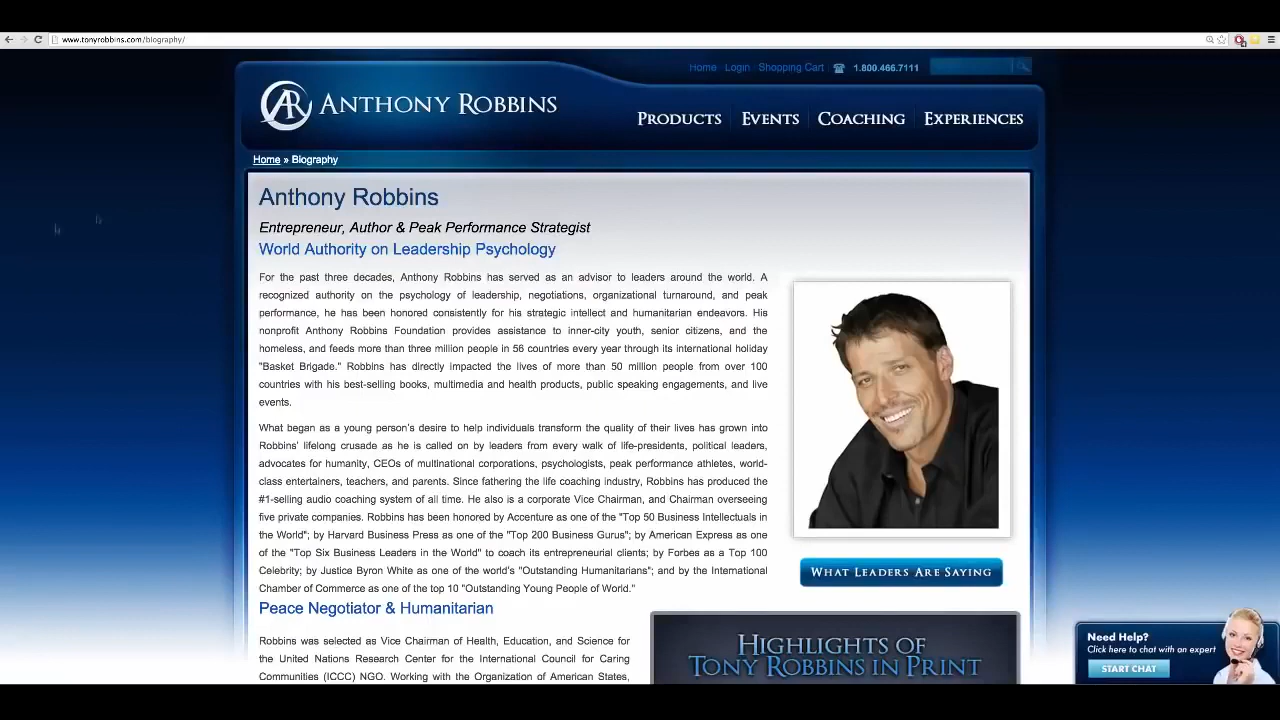 www.tonyrobbins.com/biography/
Home Login Shopping Cart 1.800.466.7111
AR ANTHONY ROBBINS
PRODUCTS EVENTS COACHING EXPERIENCES
Home » Biography
Anthony Robbins
Entrepreneur, Author & Peak Performance Strategist
World Authority on Leadership Psychology
For the past three decades, Anthony Robbins has served as an advisor to leaders around the world. A
recognized authority on the psychology of leadership, negotiations, organizational turnaround, and peak
performance, he has been honored consistently for his strategic intellect and humanitarian endeavors. His
nonprofit Anthony Robbins Foundation provides assistance to inner-city youth, senior citizens, and the
homeless, and feeds more than three million people in 56 countries every year through its international holiday
"Basket Brigade." Robbins has directly impacted the lives of more than 50 million people from over 100
countries with his best-selling books, multimedia and health products, public speaking engagements, and live
events.
What began as a young person's desire to help individuals transform the quality of their lives has grown into
Robbins' lifelong crusade as he is called on by leaders from every walk of life-presidents, political leaders,
advocates for humanity, CEOs of multinational corporations, psychologists, peak performance athletes, world-
class entertainers, teachers, and parents. Since fathering the life coaching industry, Robbins has produced the
#1-selling audio coaching system of all time. He also is a corporate Vice Chairman, and Chairman overseeing
five private companies. Robbins has been honored by Accenture as one of the "Top 50 Business Intellectuals in
the World"; by Harvard Business Press as one of the "Top 200 Business Gurus"; by American Express as one
of the "Top Six Business Leaders in the World" to coach its entrepreneurial clients; by Forbes as a Top 100
Celebrity; by Justice Byron White as one of the world's "Outstanding Humanitarians"; and by the International
Chamber of Commerce as one of the top 10 "Outstanding Young People of World."
WHAT LEADERS ARE SAYING
Peace Negotiator & Humanitarian
Robbins was selected as Vice Chairman of Health, Education, and Science for
the United Nations Research Center for the International Council for Caring
Communities (ICCC) NGO. Working with the Organization of American States,
HIGHLIGHTS OF
TONY ROBBINS IN PRINT
Need Help?
Click here to chat with an expert
START CHAT